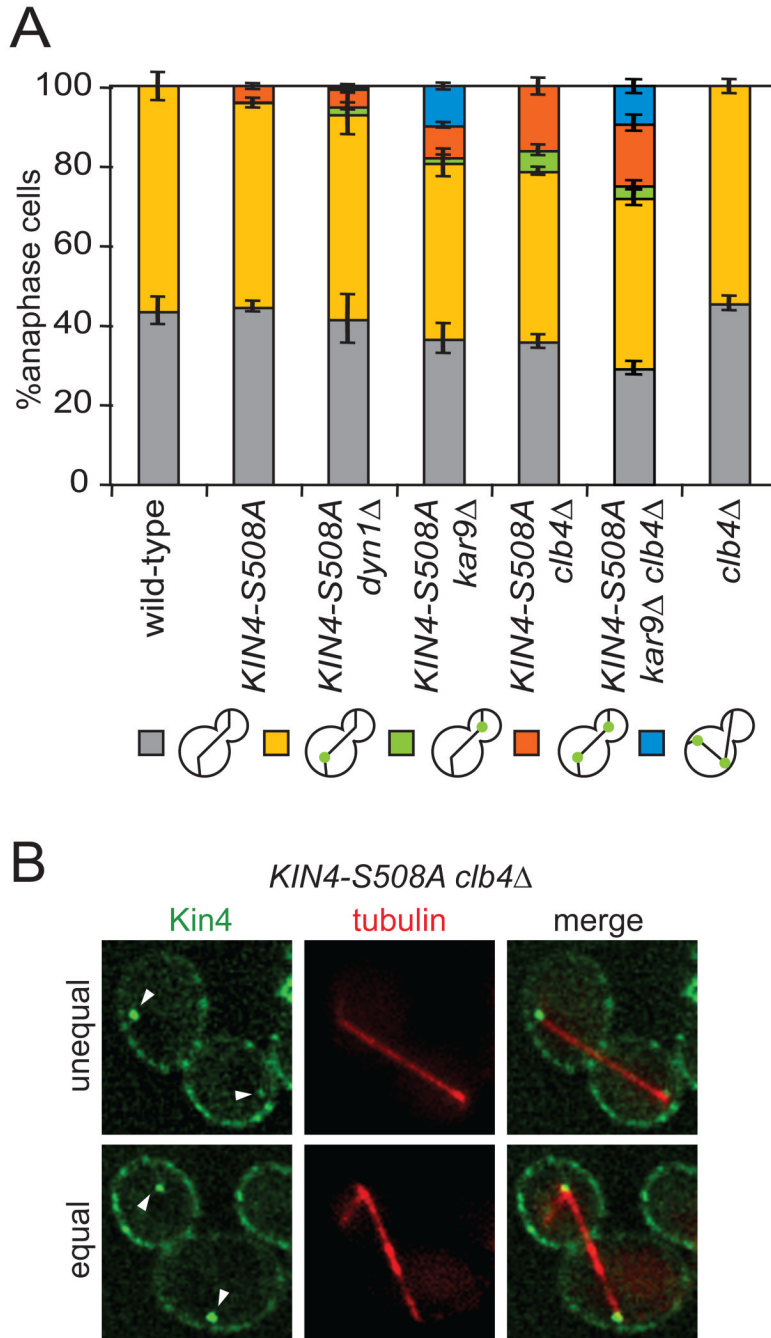 A
%anaphase cells
100
80
60
40
20
0
wild-type
KIN4-S508A
KIN4-S508A
dyn1Δ
KIN4-S508A
kar9Δ
KIN4-S508A
clb4Δ
KIN4-S508A
kar9Δ clb4Δ
clb4Δ
B
KIN4-S508A clb4Δ
Kin4 tubulin merge
unequal
equal